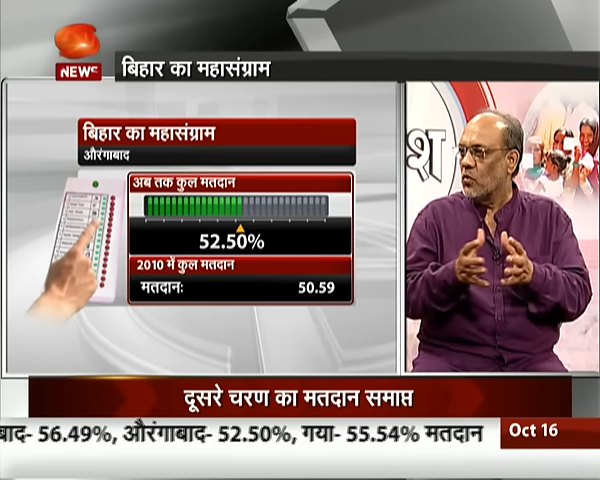 NEWS
बिहार का महासंग्राम
बिहार का महासंग्राम
औरंगाबाद
अब तक कुल मतदान
52.50%
2010 में कुल मतदान
मतदानः 50.59
दूसरे चरण का मतदान समाप्त
बाद- 56.49%, औरंगाबाद- 52.50%, गया- 55.54% मतदान
Oct 16